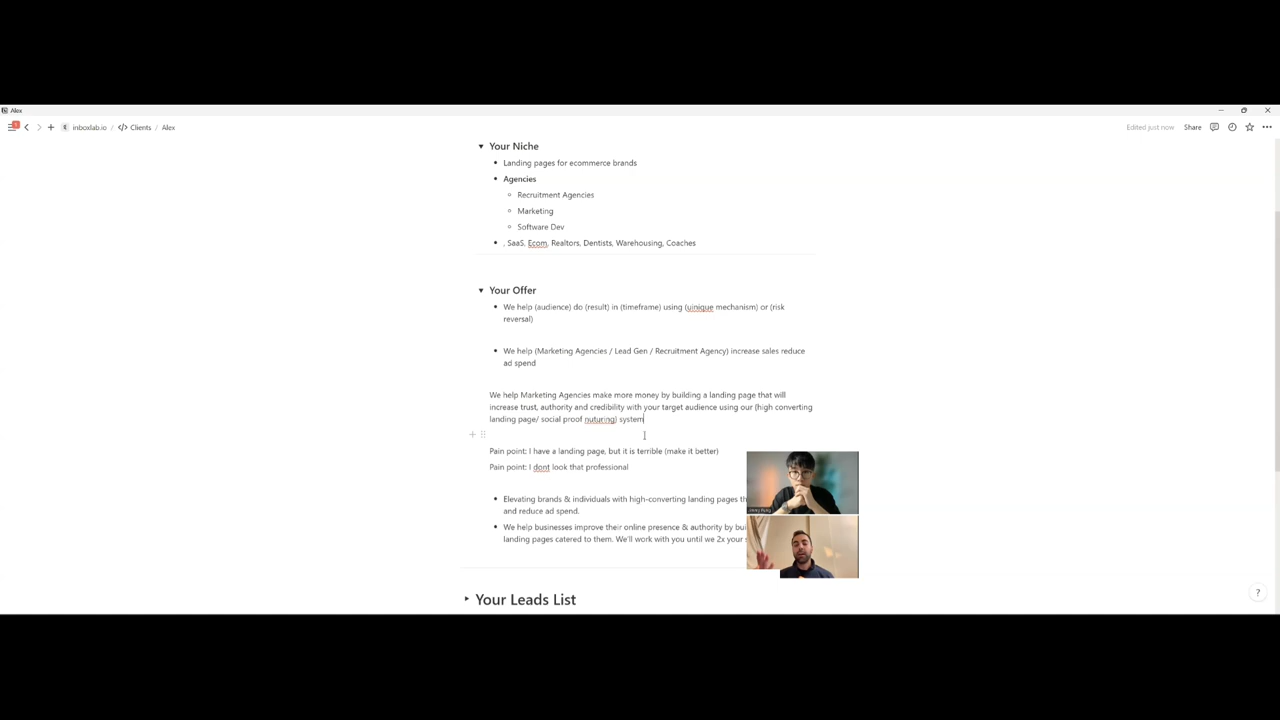 Alex
inboxlab.io / </> Clients / Alex
Edited just now Share
Your Niche
Landing pages for ecommerce brands
Agencies
Recruitment Agencies
Marketing
Software Dev
, SaaS, Ecom, Realtors, Dentists, Warehousing, Coaches
Your Offer
We help (audience) do (result) in (timeframe) using (uinique mechanism) or (risk
reversal)
We help (Marketing Agencies / Lead Gen / Recruitment Agency) increase sales reduce
ad spend
We help Marketing Agencies make more money by building a landing page that will
increase trust, authority and credibility with your target audience using our (high converting
landing page/ social proof nuturing) system
Pain point: I have a landing page, but it is terrible (make it better)
Pain point: I dont look that professional
Elevating brands & individuals with high-converting landing pages
and reduce ad spend.
We help businesses improve their online presence & authority by
landing pages catered to them. We'll work with you until we 2x your
Your Leads List
?